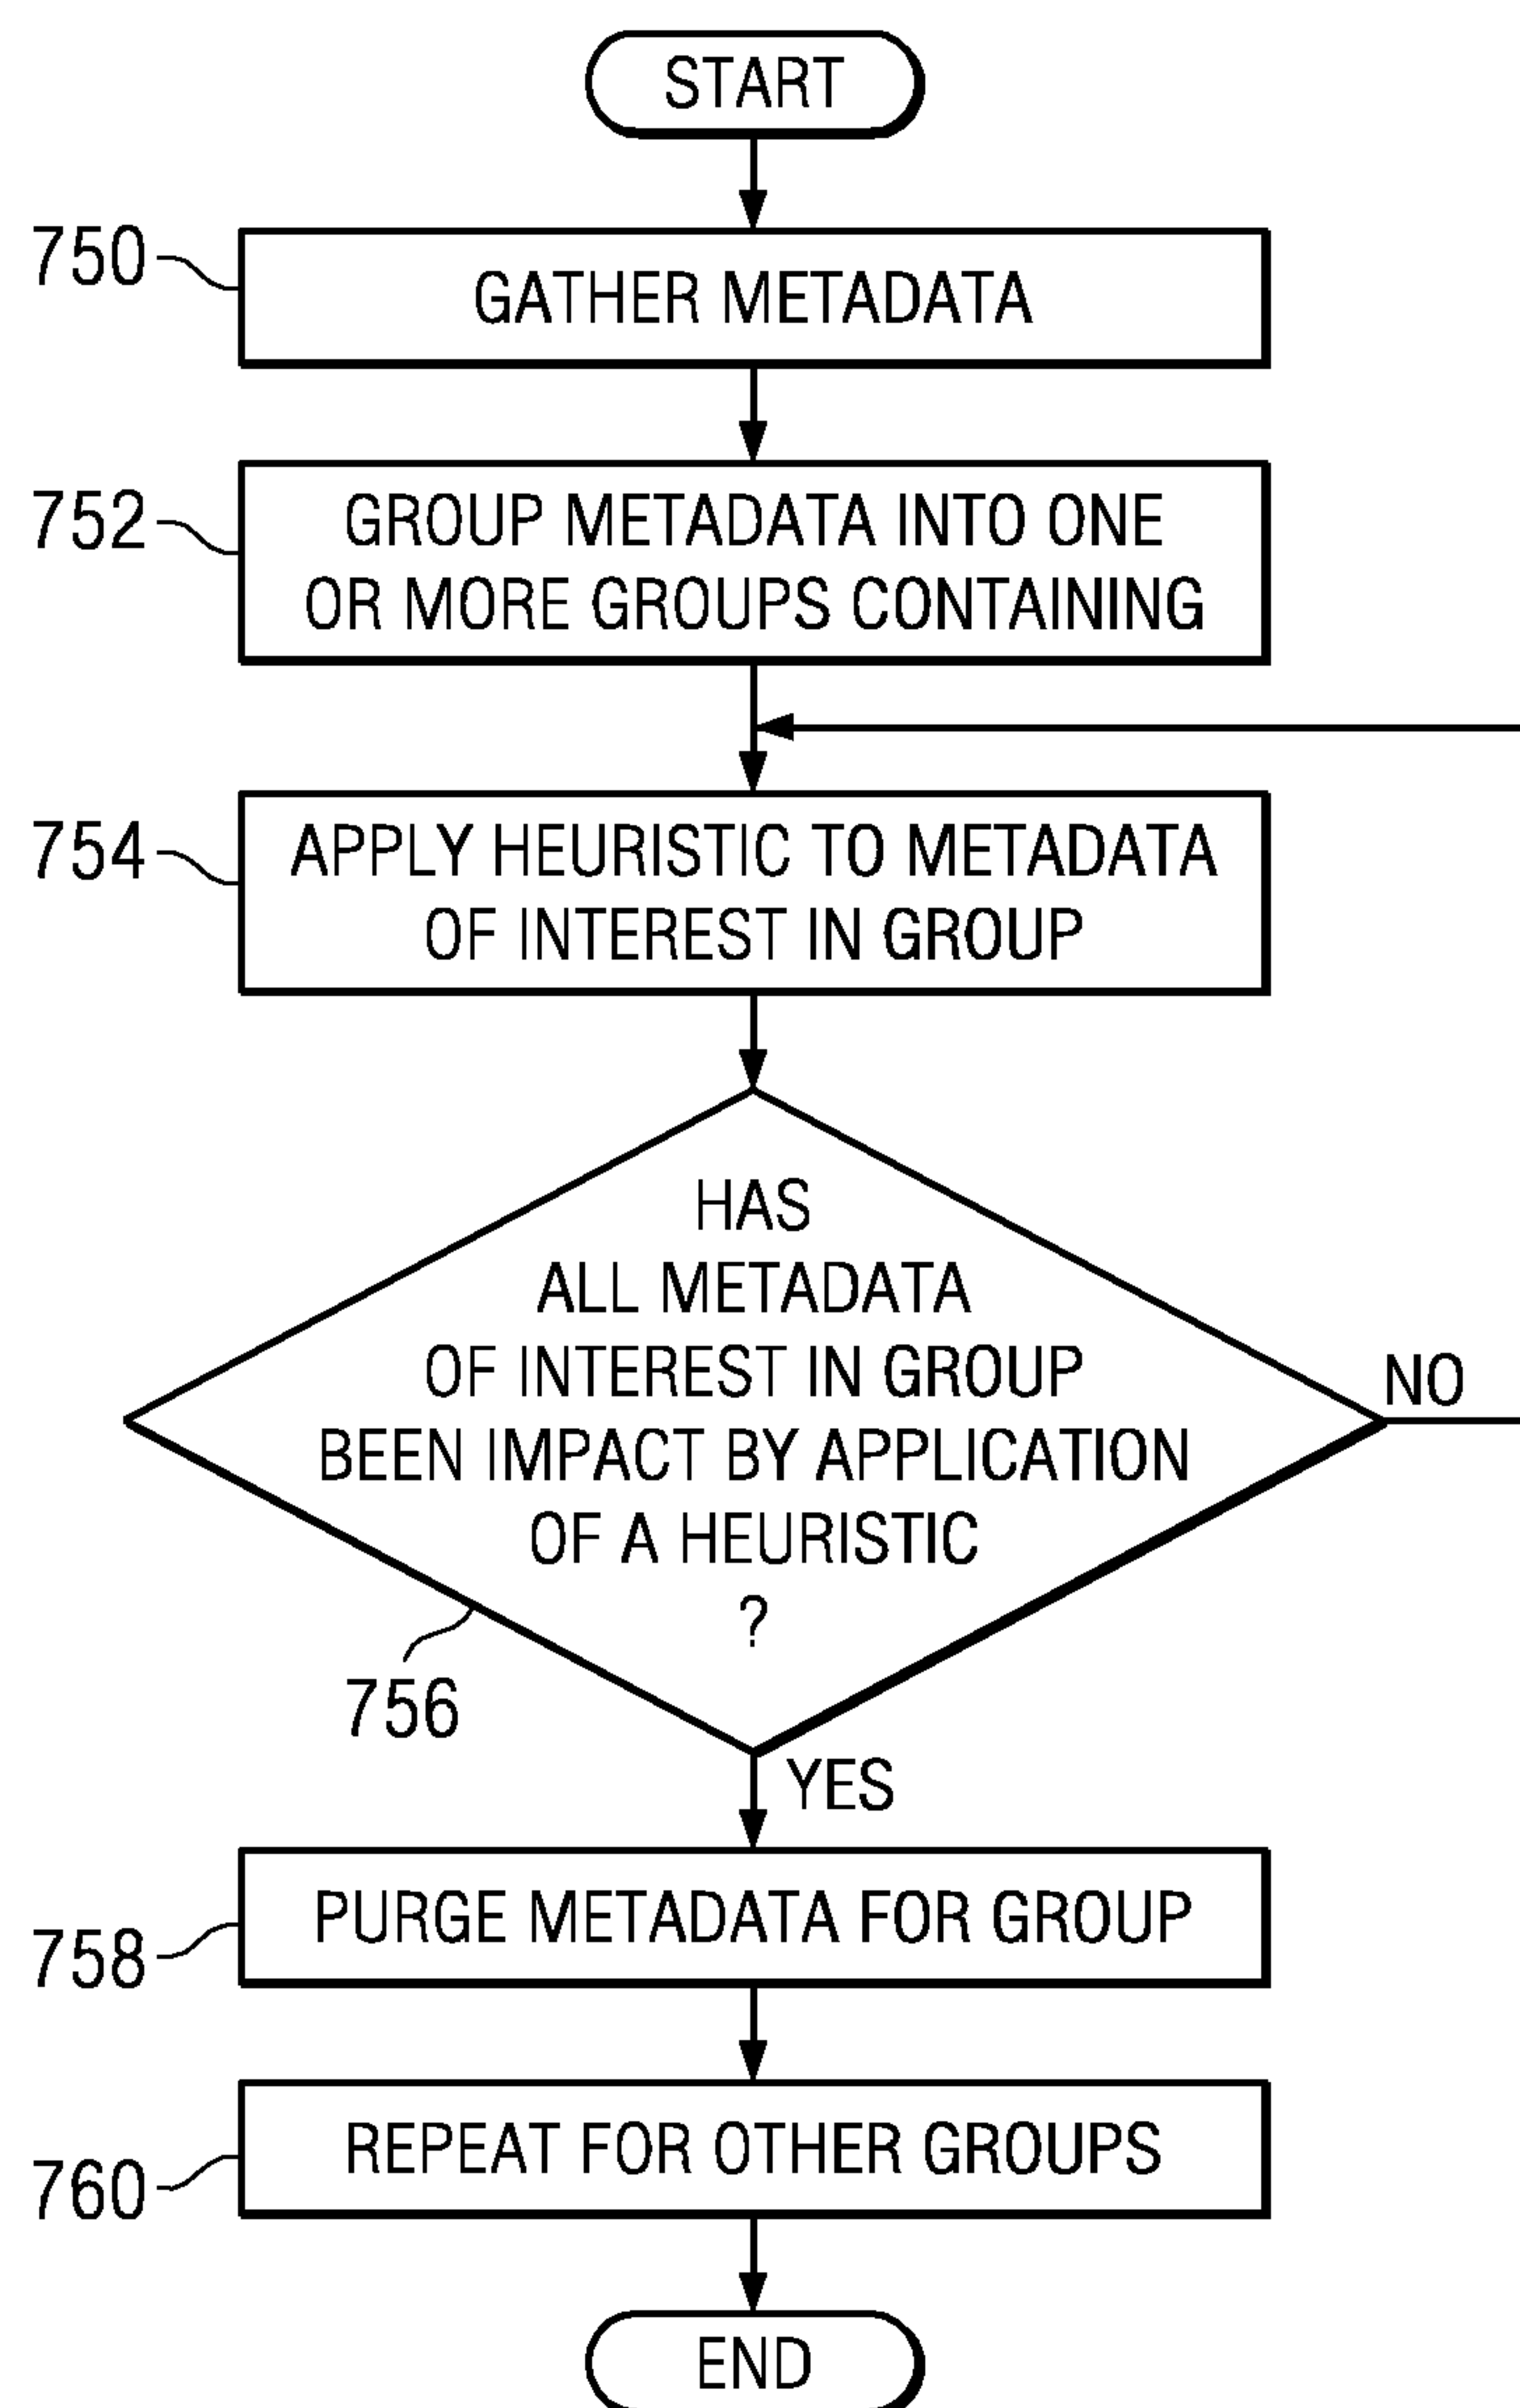 START
750
GATHER METADATA
752
GROUP METADATA INTO ONE
OR MORE GROUPS CONTAINING
754
APPLY HEURISTIC TO METADATA
OF INTEREST IN GROUP
HAS
ALL METADATA
OF INTEREST IN GROUP
BEEN IMPACT BY APPLICATION
OF A HEURISTIC
?
NO
756
YES
758
PURGE METADATA FOR GROUP
760
REPEAT FOR OTHER GROUPS
END